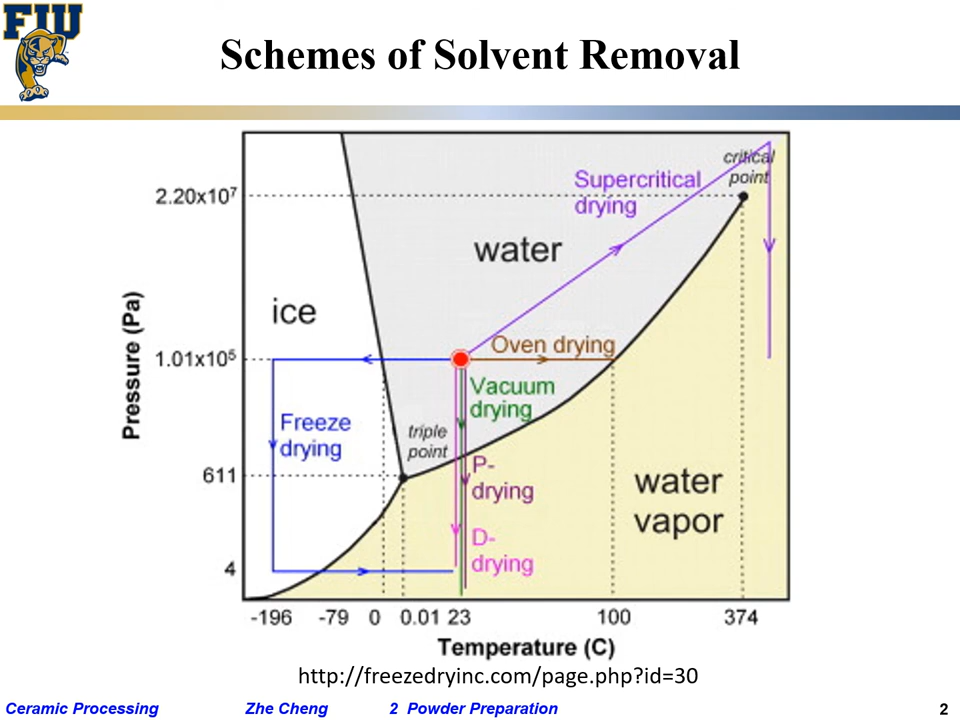 FIU
Schemes of Solvent Removal
critical
point
Supercritical
drying
2.20x10⁷
water
ice
Pressure (Pa)
Oven drying
1.01x10⁵
Vacuum
drying
Freeze
drying
triple
point
P-
drying
611
water
vapor
D-
drying
4
-196 -79 0 0.01 23 100 374
Temperature (C)
http://freezedryinc.com/page.php?id=30
Ceramic Processing Zhe Cheng 2 Powder Preparation 2